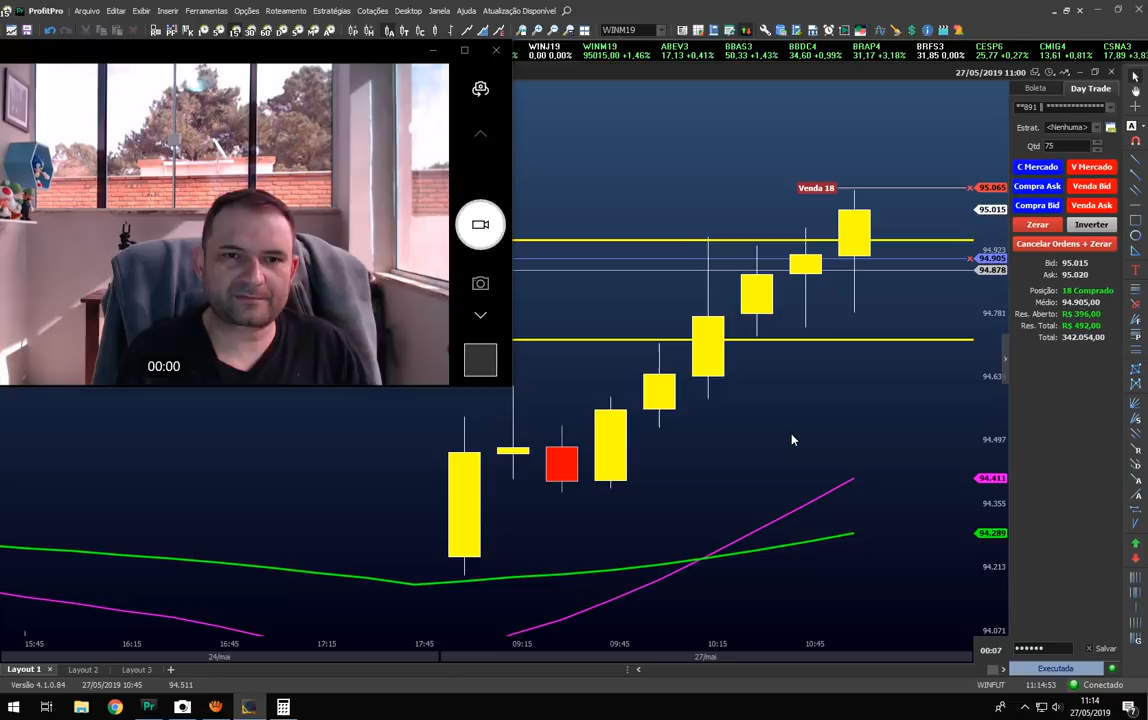 ProfitPro Arquivo Editar Exibir Inserir Ferramentas Opções Roteamento Estratégias Cotações Desktop Janela Ajuda Atualização Disponível
WINM19
WINJ19 WINM19 ABEV3 BBAS3 BBDC4 BRAP4 BRFS3 CESP6 CMIG4 CSNA3
0,00 0,00% 95015,00 +1,46% 17,13 +0,41% 50,33 +1,43% 34,60 +0,99% 31,17 +3,18% 31,85 0,00% 25,77 +0,27% 13,61 +0,81% 17,89 +3,8
27/05/2019 11:00
Boleta Day Trade
Estrat. <Nenhuma>
Qtd 75
C Mercado V Mercado
Compra Ask Venda Bid
Compra Bid Venda Ask
Zerar Inverter
Cancelar Ordens + Zerar
Bid: 95.015
Ask: 95.020
Posição: 18 Comprado
Médio: 94.905,00
Res. Aberto: R$ 396,00
Res. Total: R$ 492,00
Total: 342.054,00
Venda 18
95.065
95.015
94.923
94.905
94.878
94.781
94.63
94.497
94.411
94.355
94.289
94.213
94.071
00:00
15:45 16:15 16:45 17:15 17:45 09:15 09:45 10:15 10:45
24/mai 27/mai
00:07
Salvar
Layout 1 Layout 2 Layout 3
Executada
Versão 4.1.0.84 27/05/2019 10:45 94.511 WINFUT 11:14:53 Conectado
11:14
27/05/2019